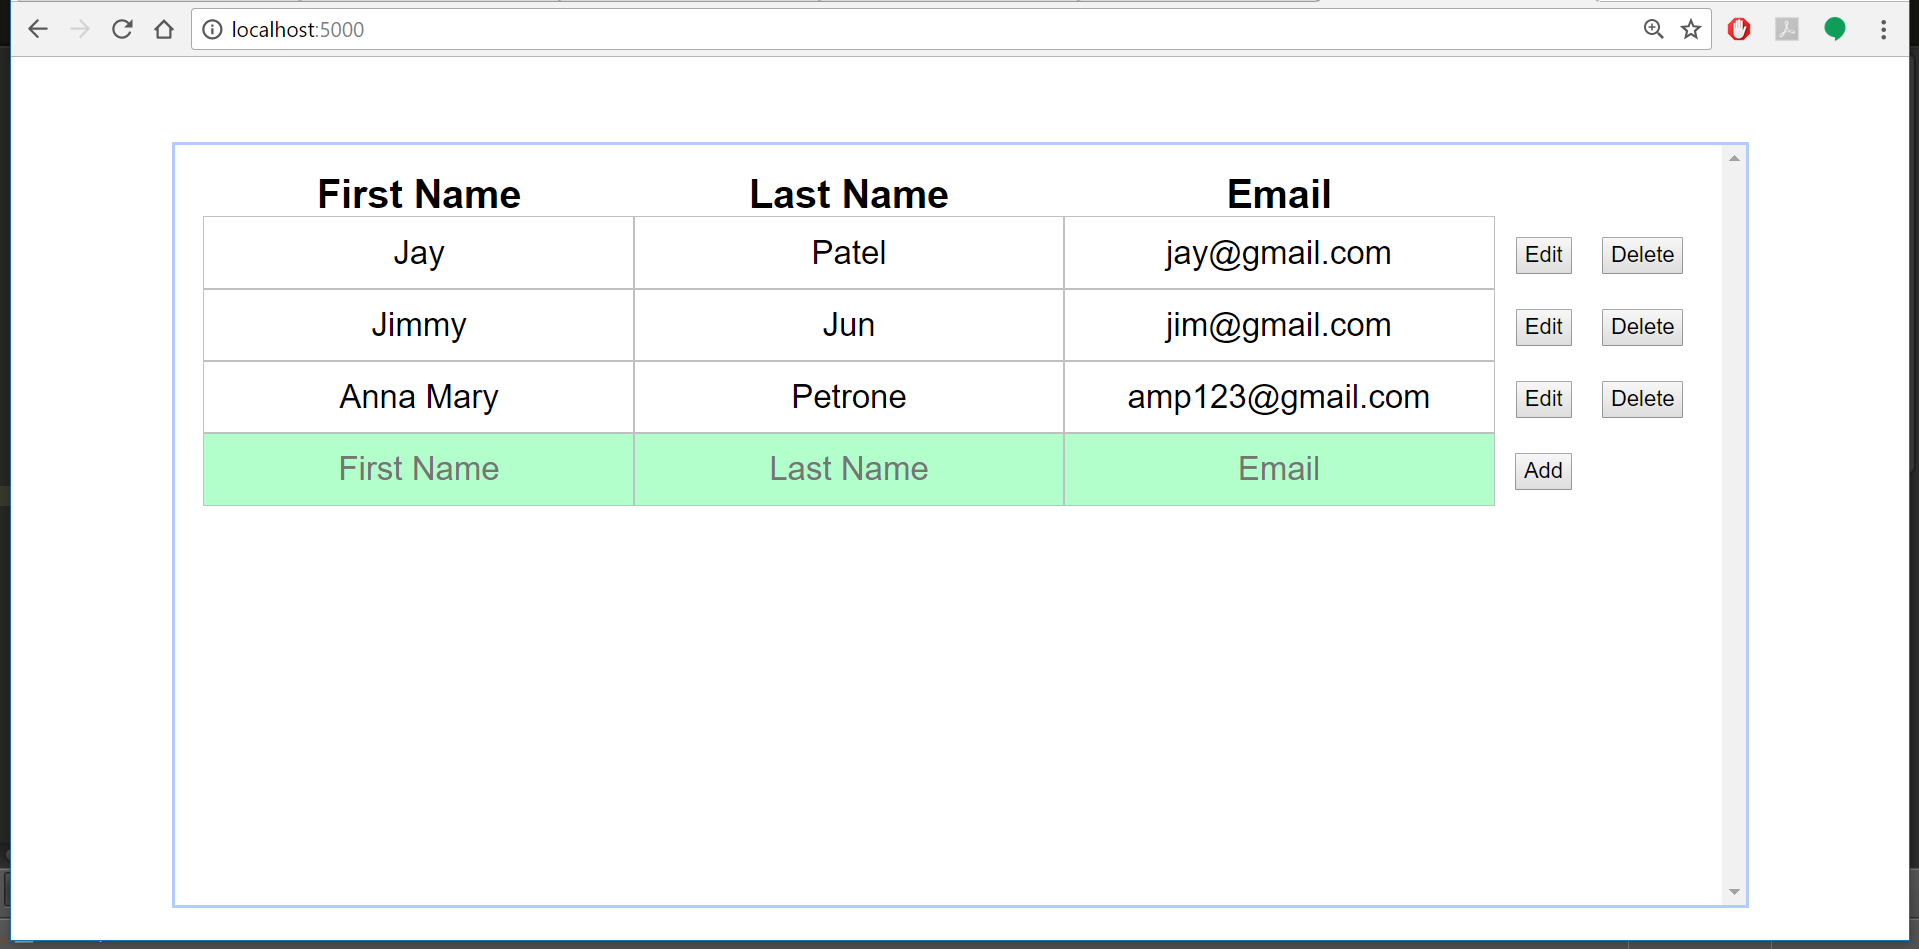 localhost:5000
First Name Last Name Email
Jay Patel jay@gmail.com Edit Delete
Jimmy Jun jim@gmail.com Edit Delete
Anna Mary Petrone amp123@gmail.com Edit Delete
First Name Last Name Email Add